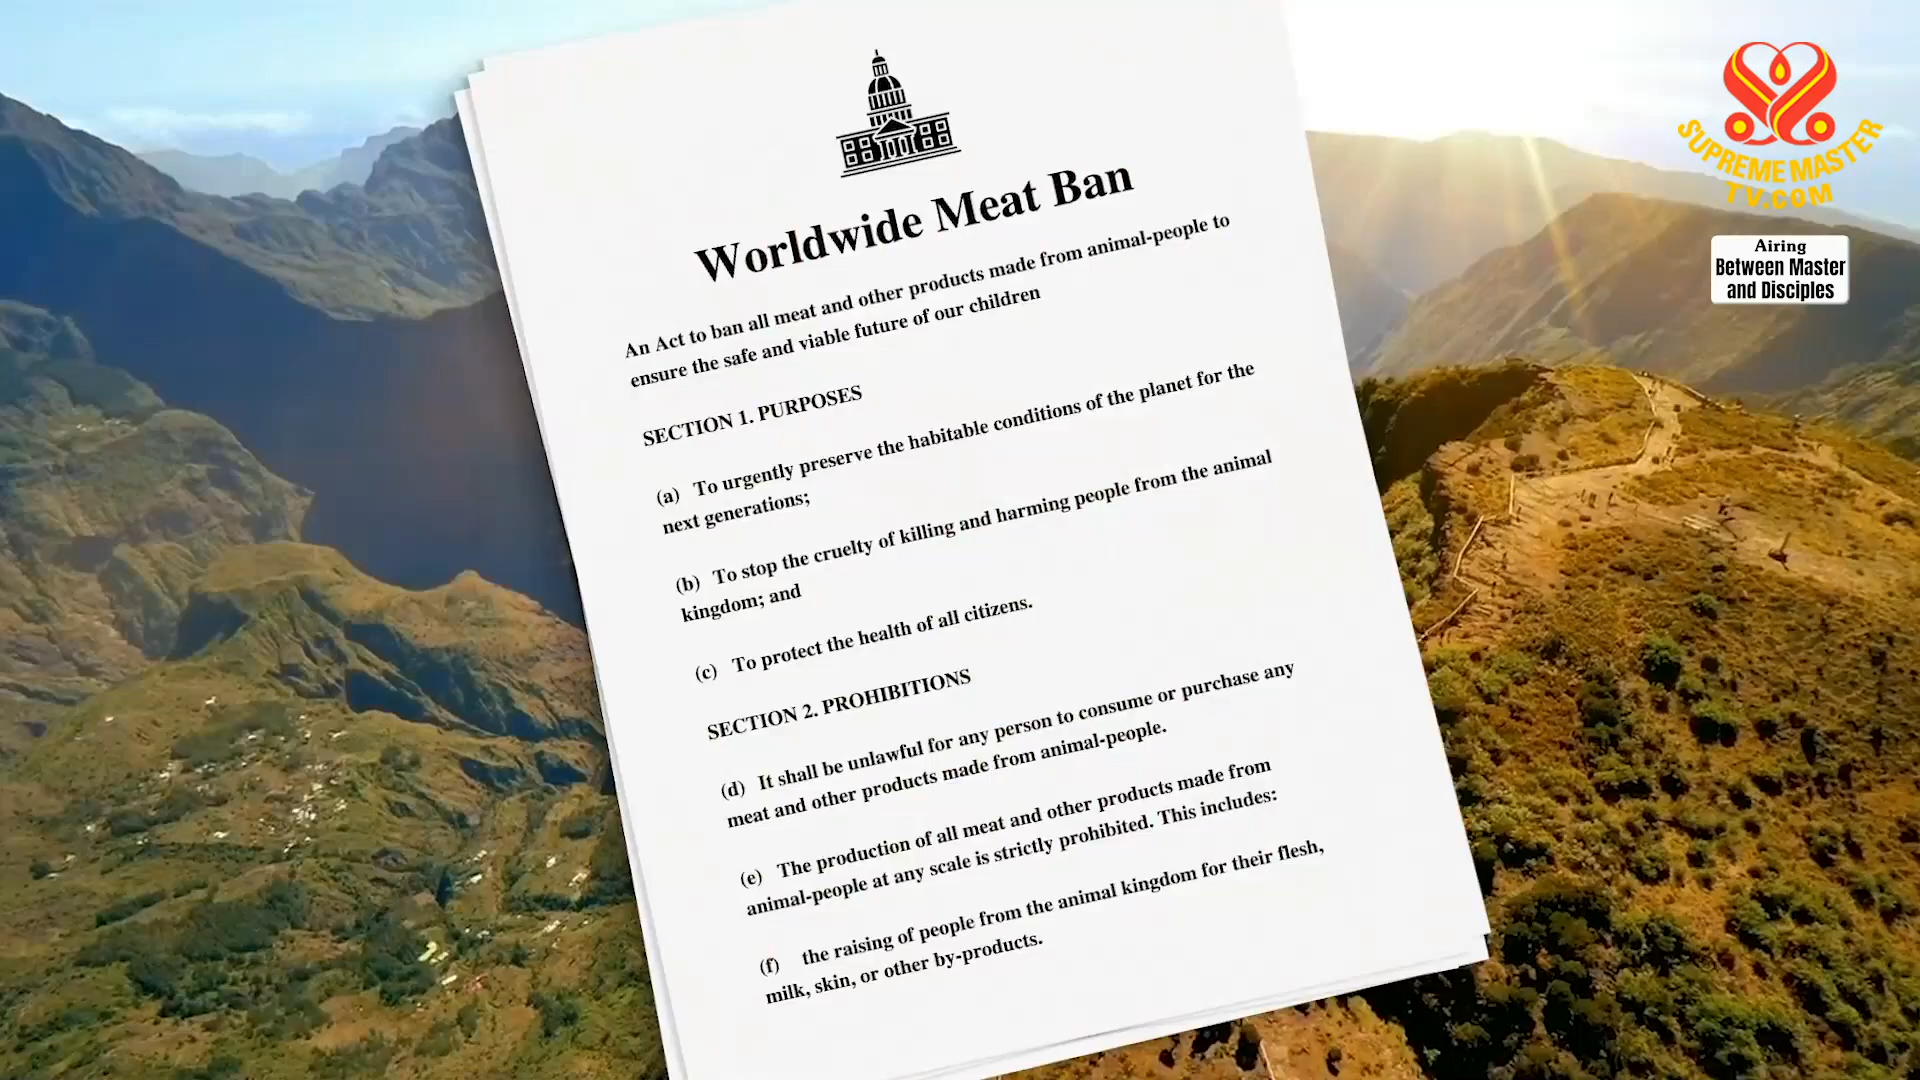 Worldwide Meat Ban
An Act to ban all meat and other products made from animal-people to
ensure the safe and viable future of our children
SECTION 1. PURPOSES
(a) To urgently preserve the habitable conditions of the planet for the
next generations;
(b) To stop the cruelty of killing and harming people from the animal
kingdom; and
(c) To protect the health of all citizens.
SECTION 2. PROHIBITIONS
(d) It shall be unlawful for any person to consume or purchase any
meat and other products made from animal-people.
(e) The production of all meat and other products made from
animal-people at any scale is strictly prohibited. This includes:
(f) the raising of people from the animal kingdom for their flesh,
milk, skin, or other by-products.
SUPREME MASTER
TV.COM
Airing
Between Master
and Disciples